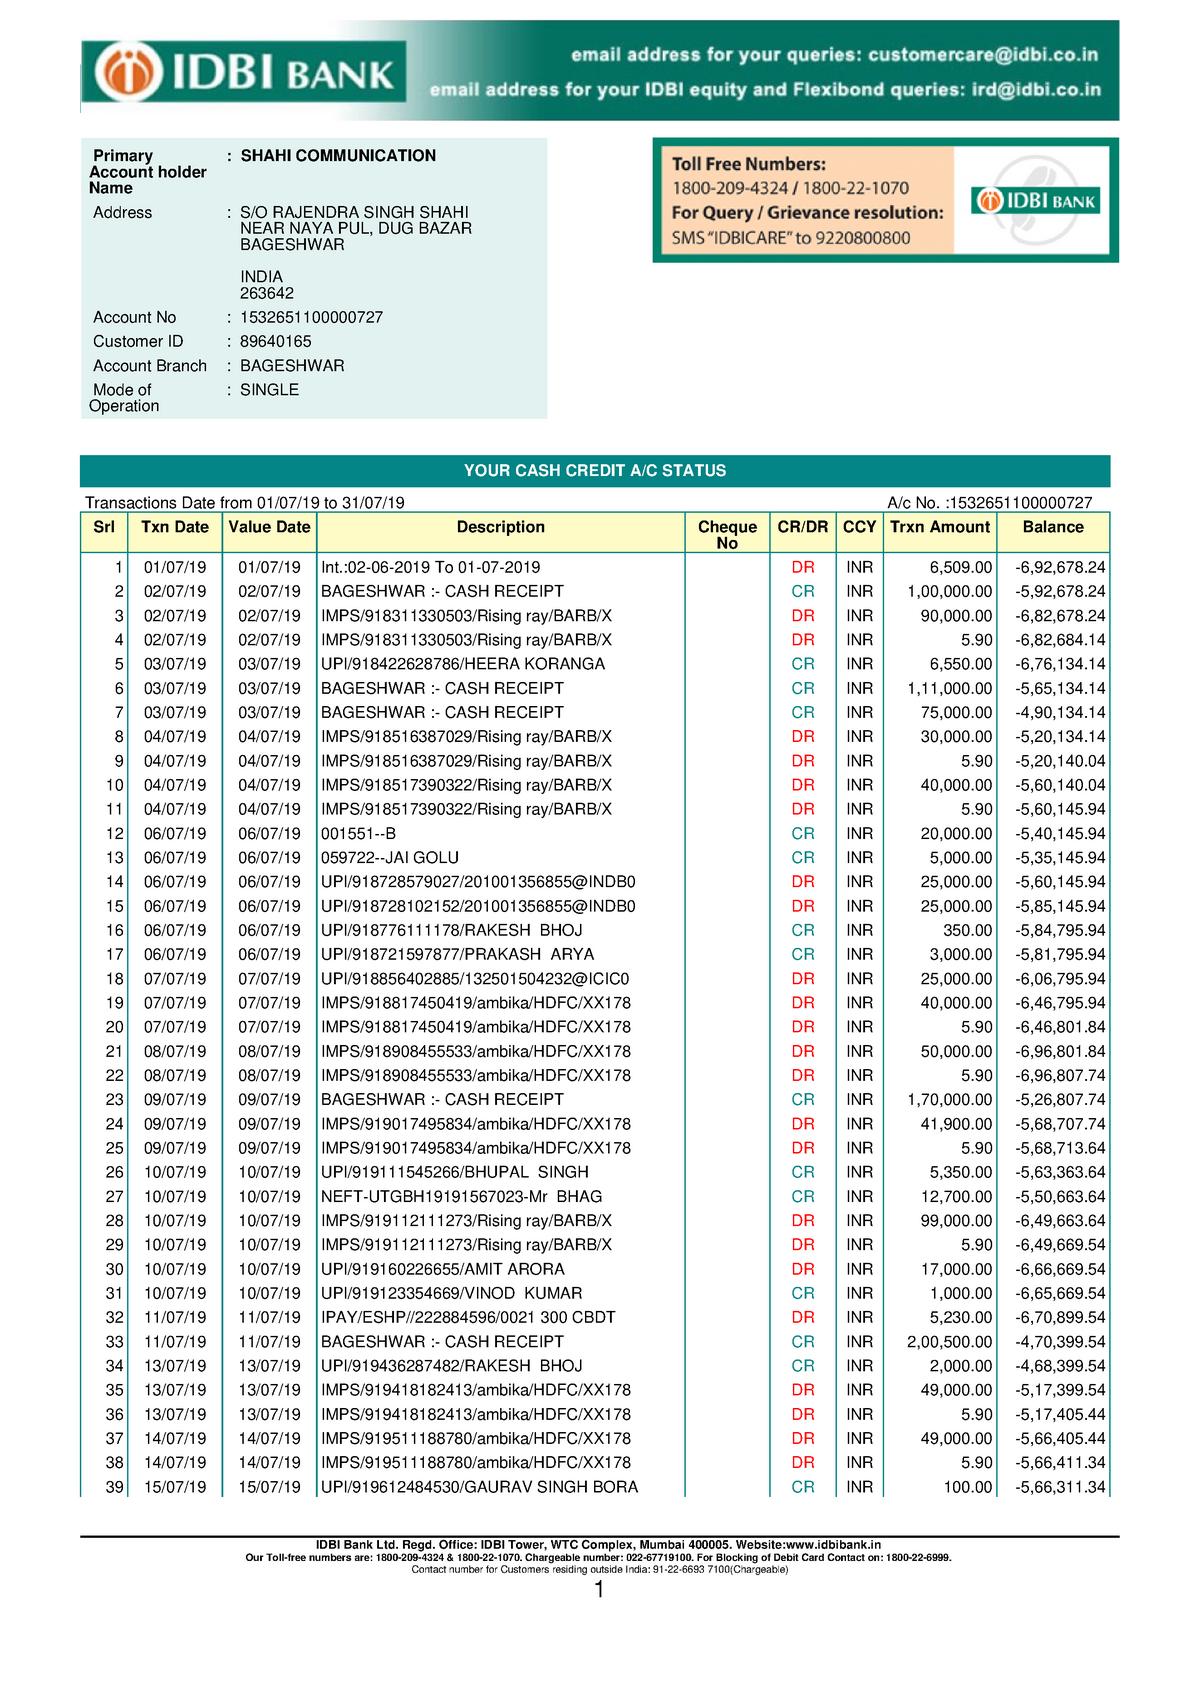 IDBI BANK
email address for your queries: customercare@idbi.co.in
email address for your IDBI equity and Flexibond queries: ird@idbi.co.in
Primary Account holder Name : SHAHI COMMUNICATION
Address : S/O RAJENDRA SINGH SHAHI
NEAR NAYA PUL, DUG BAZAR
BAGESHWAR
INDIA
263642
Account No : 1532651100000727
Customer ID : 89640165
Account Branch : BAGESHWAR
Mode of Operation : SINGLE
Toll Free Numbers:
1800-209-4324 / 1800-22-1070
For Query / Grievance resolution:
SMS "IDBICARE" to 9220800800
IDBI BANK
YOUR CASH CREDIT A/C STATUS
Transactions Date from 01/07/19 to 31/07/19 A/c No. :1532651100000727
Srl Txn Date Value Date Description Cheque No CR/DR CCY Trxn Amount Balance
1 01/07/19 01/07/19 Int.:02-06-2019 To 01-07-2019 DR INR 6,509.00 -6,92,678.24
2 02/07/19 02/07/19 BAGESHWAR :- CASH RECEIPT CR INR 1,00,000.00 -5,92,678.24
3 02/07/19 02/07/19 IMPS/918311330503/Rising ray/BARB/X DR INR 90,000.00 -6,82,678.24
4 02/07/19 02/07/19 IMPS/918311330503/Rising ray/BARB/X DR INR 5.90 -6,82,684.14
5 03/07/19 03/07/19 UPI/918422628786/HEERA KORANGA CR INR 6,550.00 -6,76,134.14
6 03/07/19 03/07/19 BAGESHWAR :- CASH RECEIPT CR INR 1,11,000.00 -5,65,134.14
7 03/07/19 03/07/19 BAGESHWAR :- CASH RECEIPT CR INR 75,000.00 -4,90,134.14
8 04/07/19 04/07/19 IMPS/918516387029/Rising ray/BARB/X DR INR 30,000.00 -5,20,134.14
9 04/07/19 04/07/19 IMPS/918516387029/Rising ray/BARB/X DR INR 5.90 -5,20,140.04
10 04/07/19 04/07/19 IMPS/918517390322/Rising ray/BARB/X DR INR 40,000.00 -5,60,140.04
11 04/07/19 04/07/19 IMPS/918517390322/Rising ray/BARB/X DR INR 5.90 -5,60,145.94
12 06/07/19 06/07/19 001551--B CR INR 20,000.00 -5,40,145.94
13 06/07/19 06/07/19 059722--JAI GOLU CR INR 5,000.00 -5,35,145.94
14 06/07/19 06/07/19 UPI/918728579027/201001356855@INDB0 DR INR 25,000.00 -5,60,145.94
15 06/07/19 06/07/19 UPI/918728102152/201001356855@INDB0 DR INR 25,000.00 -5,85,145.94
16 06/07/19 06/07/19 UPI/918776111178/RAKESH BHOJ CR INR 350.00 -5,84,795.94
17 06/07/19 06/07/19 UPI/918721597877/PRAKASH ARYA CR INR 3,000.00 -5,81,795.94
18 07/07/19 07/07/19 UPI/918856402885/132501504232@ICIC0 DR INR 25,000.00 -6,06,795.94
19 07/07/19 07/07/19 IMPS/918817450419/ambika/HDFC/XX178 DR INR 40,000.00 -6,46,795.94
20 07/07/19 07/07/19 IMPS/918817450419/ambika/HDFC/XX178 DR INR 5.90 -6,46,801.84
21 08/07/19 08/07/19 IMPS/918908455533/ambika/HDFC/XX178 DR INR 50,000.00 -6,96,801.84
22 08/07/19 08/07/19 IMPS/918908455533/ambika/HDFC/XX178 DR INR 5.90 -6,96,807.74
23 09/07/19 09/07/19 BAGESHWAR :- CASH RECEIPT CR INR 1,70,000.00 -5,26,807.74
24 09/07/19 09/07/19 IMPS/919017495834/ambika/HDFC/XX178 DR INR 41,900.00 -5,68,707.74
25 09/07/19 09/07/19 IMPS/919017495834/ambika/HDFC/XX178 DR INR 5.90 -5,68,713.64
26 10/07/19 10/07/19 UPI/919111545266/BHUPAL SINGH CR INR 5,350.00 -5,63,363.64
27 10/07/19 10/07/19 NEFT-UTGBH19191567023-Mr BHAG CR INR 12,700.00 -5,50,663.64
28 10/07/19 10/07/19 IMPS/919112111273/Rising ray/BARB/X DR INR 99,000.00 -6,49,663.64
29 10/07/19 10/07/19 IMPS/919112111273/Rising ray/BARB/X DR INR 5.90 -6,49,669.54
30 10/07/19 10/07/19 UPI/919160226655/AMIT ARORA DR INR 17,000.00 -6,66,669.54
31 10/07/19 10/07/19 UPI/919123354669/VINOD KUMAR CR INR 1,000.00 -6,65,669.54
32 11/07/19 11/07/19 IPAY/ESHP//222884596/0021 300 CBDT DR INR 5,230.00 -6,70,899.54
33 11/07/19 11/07/19 BAGESHWAR :- CASH RECEIPT CR INR 2,00,500.00 -4,70,399.54
34 13/07/19 13/07/19 UPI/919436287482/RAKESH BHOJ CR INR 2,000.00 -4,68,399.54
35 13/07/19 13/07/19 IMPS/919418182413/ambika/HDFC/XX178 DR INR 49,000.00 -5,17,399.54
36 13/07/19 13/07/19 IMPS/919418182413/ambika/HDFC/XX178 DR INR 5.90 -5,17,405.44
37 14/07/19 14/07/19 IMPS/919511188780/ambika/HDFC/XX178 DR INR 49,000.00 -5,66,405.44
38 14/07/19 14/07/19 IMPS/919511188780/ambika/HDFC/XX178 DR INR 5.90 -5,66,411.34
39 15/07/19 15/07/19 UPI/919612484530/GAURAV SINGH BORA CR INR 100.00 -5,66,311.34
IDBI Bank Ltd. Regd. Office: IDBI Tower, WTC Complex, Mumbai 400005. Website:www.idbibank.in
Our Toll-free numbers are: 1800-209-4324 & 1800-22-1070. Chargeable number: 022-67719100. For Blocking of Debit Card Contact on: 1800-22-6999.
Contact number for Customers residing outside India: 91-22-6693 7100(Chargeable)
1